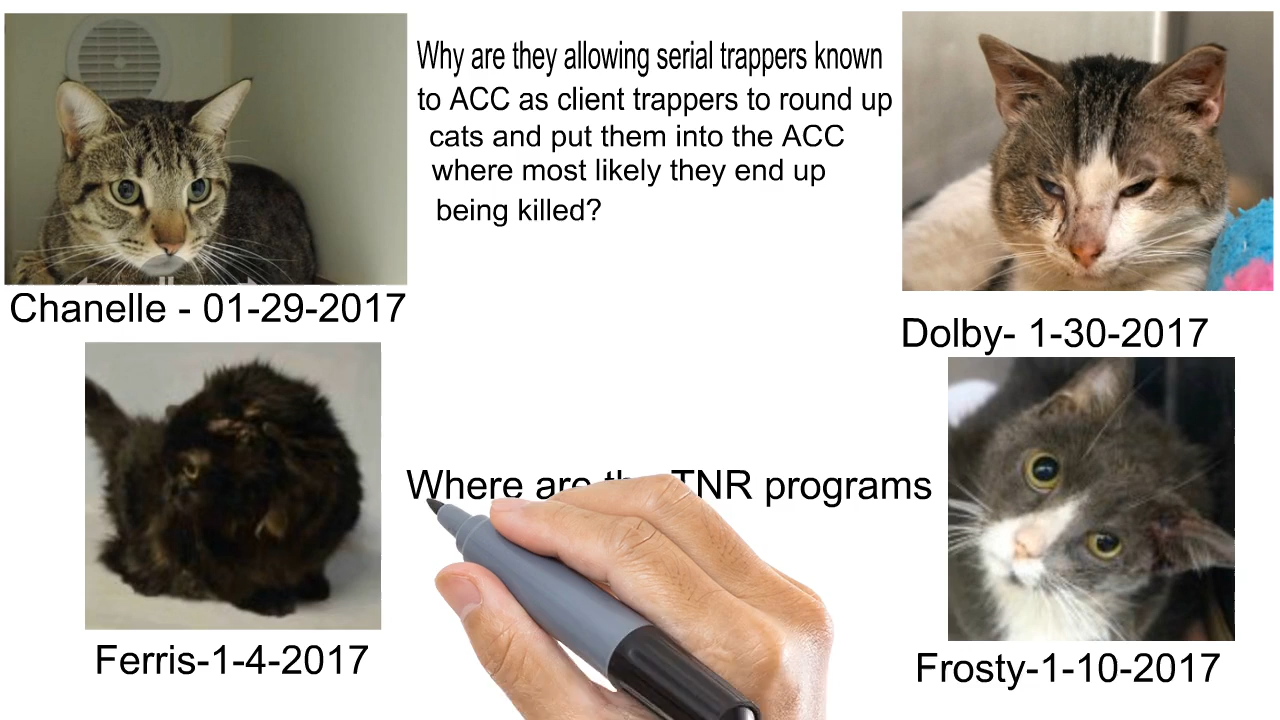 Why are they allowing serial trappers known
to ACC as client trappers to round up
cats and put them into the ACC
where most likely they end up
being killed?
Chanelle - 01-29-2017
Dolby- 1-30-2017
Where are the TNR programs
Ferris-1-4-2017
Frosty-1-10-2017